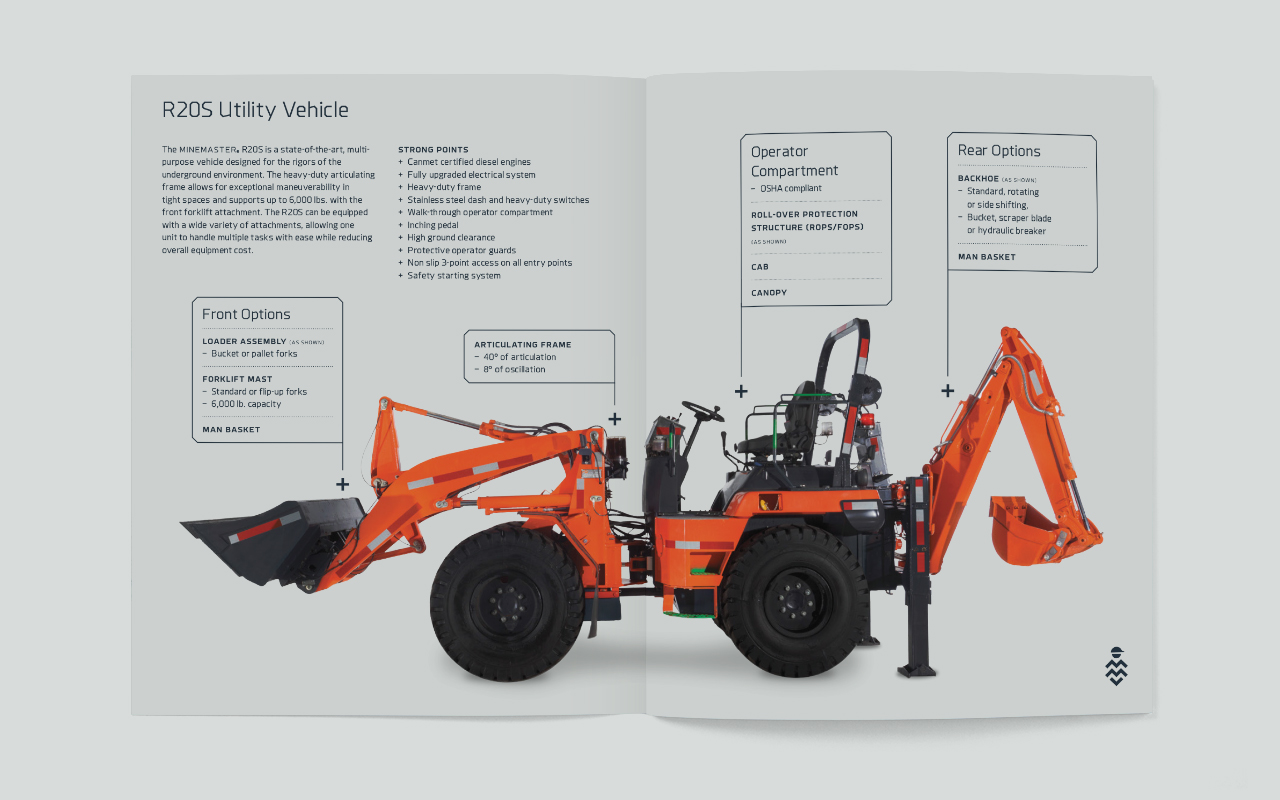 R20S Utility Vehicle
The MINEMASTER® R20S is a state-of-the-art, multi-
purpose vehicle designed for the rigors of the
underground environment. The heavy-duty articulating
frame allows for exceptional maneuverability in
tight spaces and supports up to 6,000 lbs. with the
front forklift attachment. The R20S can be equipped
with a wide variety of attachments, allowing one
unit to handle multiple tasks with ease while reducing
overall equipment cost.
STRONG POINTS
+ Canmet certified diesel engines
+ Fully upgraded electrical system
+ Heavy-duty frame
+ Stainless steel dash and heavy-duty switches
+ Walk-through operator compartment
+ Inching pedal
+ High ground clearance
+ Protective operator guards
+ Non slip 3-point access on all entry points
+ Safety starting system
Front Options
LOADER ASSEMBLY (AS SHOWN)
– Bucket or pallet forks
FORKLIFT MAST
– Standard or flip-up forks
– 6,000 lb. capacity
MAN BASKET
ARTICULATING FRAME
– 40° of articulation
– 8° of oscillation
Operator
Compartment
– OSHA compliant
ROLL-OVER PROTECTION
STRUCTURE (ROPS/FOPS)
(AS SHOWN)
CAB
CANOPY
Rear Options
BACKHOE (AS SHOWN)
– Standard, rotating
or side shifting,
– Bucket, scraper blade
or hydraulic breaker
MAN BASKET